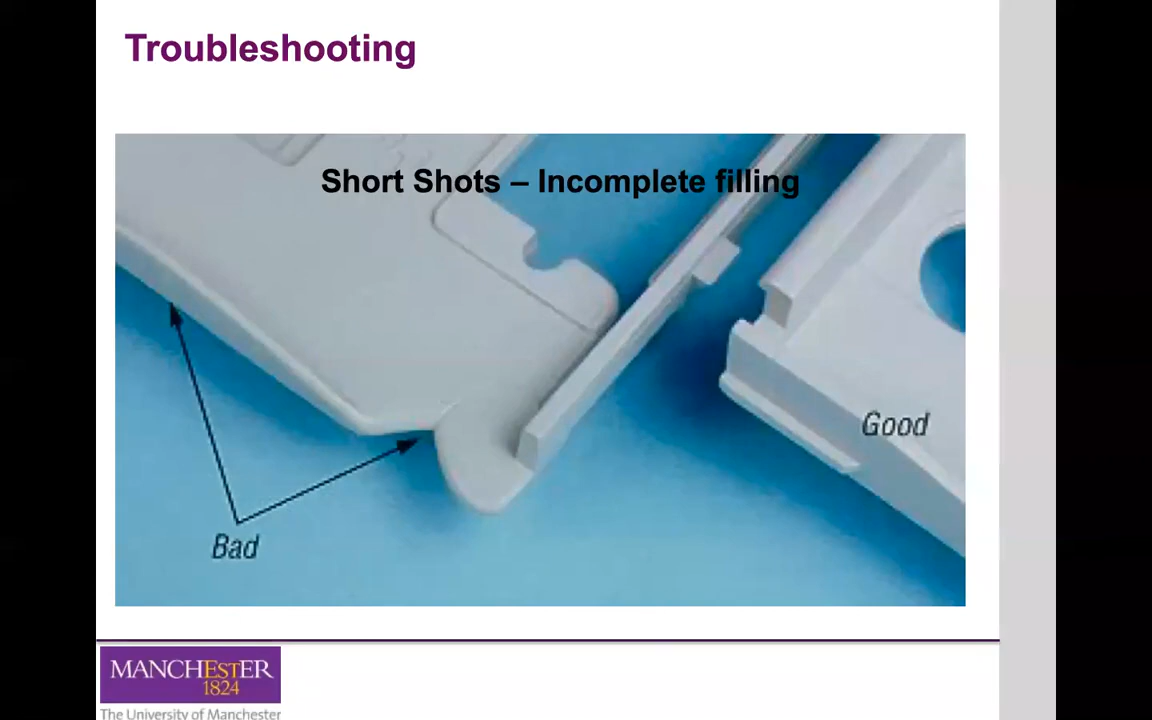 Troubleshooting
Short Shots – Incomplete filling
Good
Bad
MANCHESTER
1824
The University of Manchester